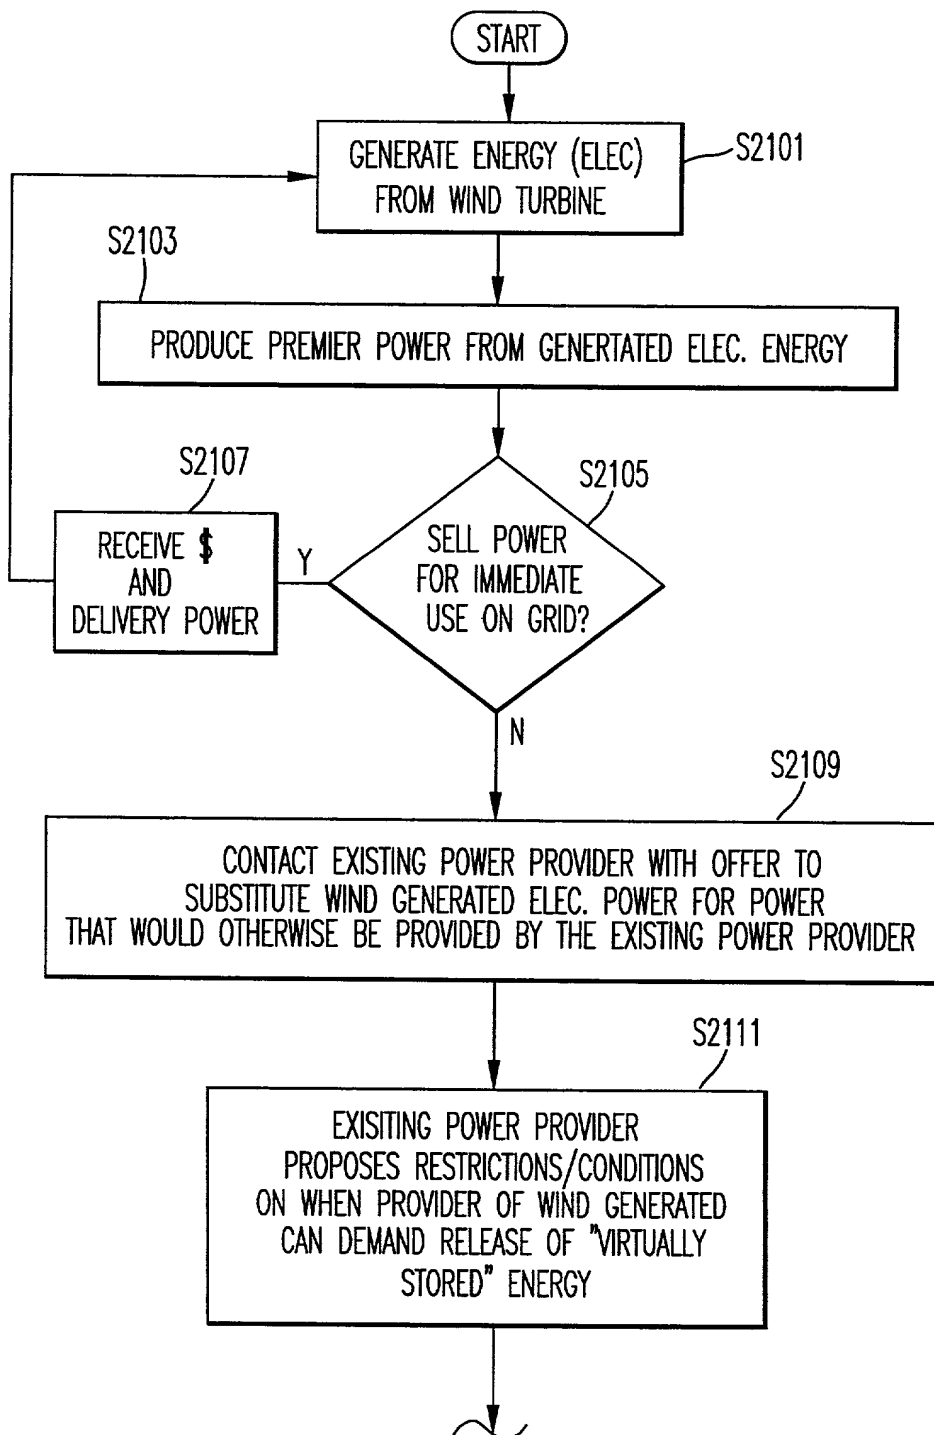 START
GENERATE ENERGY (ELEC)
FROM WIND TURBINE
S2101
S2103
PRODUCE PREMIER POWER FROM GENERTATED ELEC. ENERGY
S2107
S2105
RECEIVE $
AND
DELIVERY POWER
Y
SELL POWER
FOR IMMEDIATE
USE ON GRID?
N
S2109
CONTACT EXISTING POWER PROVIDER WITH OFFER TO
SUBSTITUTE WIND GENERATED ELEC. POWER FOR POWER
THAT WOULD OTHERWISE BE PROVIDED BY THE EXISTING POWER PROVIDER
S2111
EXISITING POWER PROVIDER
PROPOSES RESTRICTIONS/CONDITIONS
ON WHEN PROVIDER OF WIND GENERATED
CAN DEMAND RELEASE OF "VIRTUALLY
STORED" ENERGY